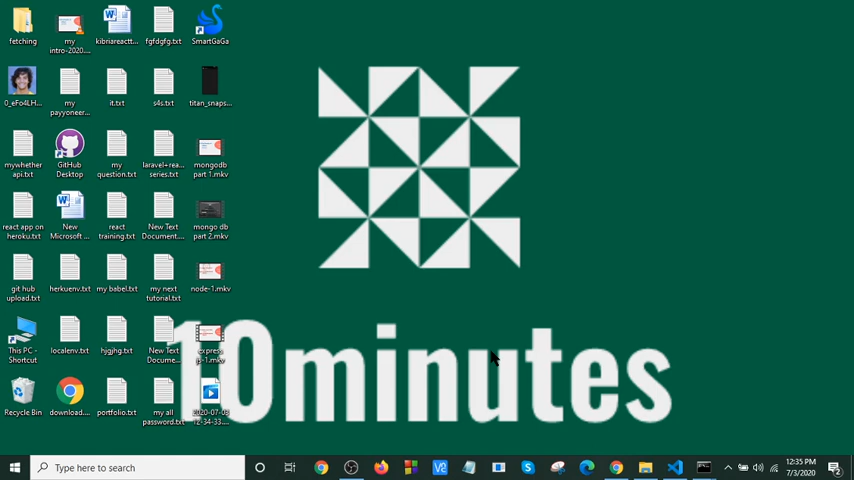 fetching
my
intro-2020....
kibriareactt...
fgfdgfg.txt
SmartGaGa
0_eFo4LH...
my
payyoneer...
it.txt
s4s.txt
titan_snaps...
mywhether
api.txt
GitHub
Desktop
my
question.txt
laravel+rea...
series.txt
mongodb
part 1.mkv
react app on
heroku.txt
New
Microsoft ...
react
training.txt
New Text
Document....
mongo db
part 2.mkv
git hub
upload.txt
herkuenv.txt
my babel.txt
my next
tutorial.txt
node-1.mkv
This PC -
Shortcut
localenv.txt
hjgjhg.txt
New Text
Docume...
express
js-1.mkv
Recycle Bin
download....
portfolio.txt
my all
password.txt
2020-07-03
12-34-33....
10minutes
Type here to search
12:35 PM
7/3/2020
2